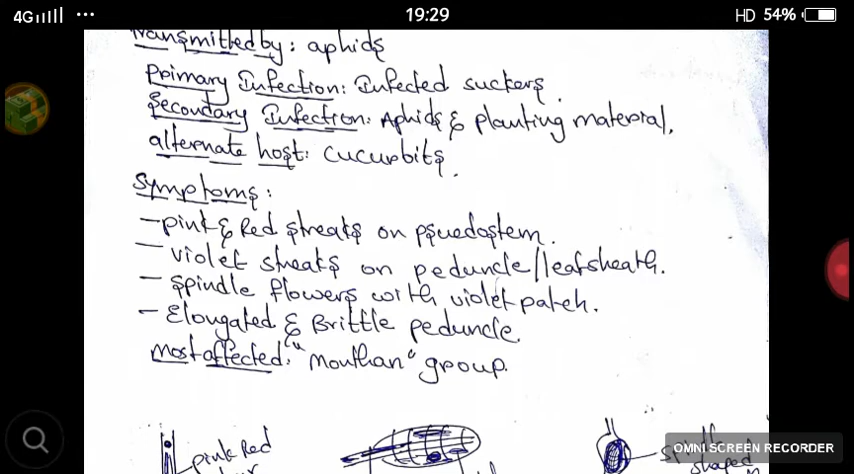 4G 19:29 HD 54%
Transmitted by: aphids
Primary Infection: Infected suckers.
Secondary Infection: Aphids & planting material.
alternate host: cucurbits.
Symptoms:
- pink & Red streaks on psuedostem.
- violet streaks on peduncle/leafsheath.
- spindle flowers with violet patch.
- Elongated & Brittle peduncle.
Most affected: "mouthan" group.
pink Red
shaped
OMNI SCREEN RECORDER